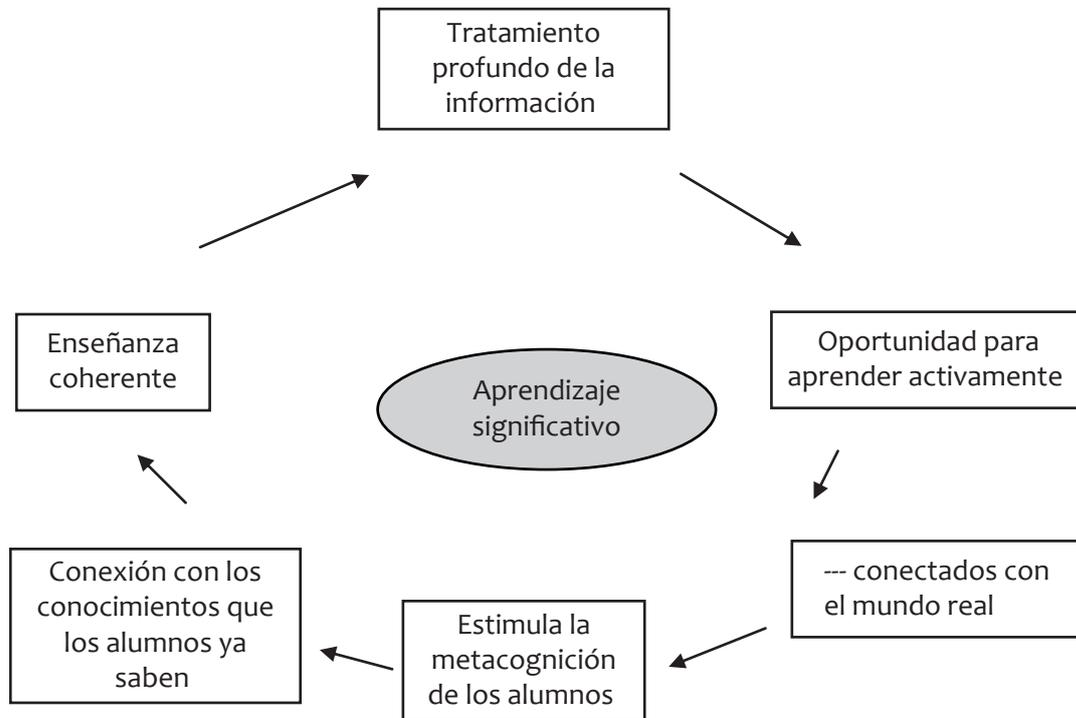 Tratamiento
profundo de la
información
Enseñanza
coherente
Oportunidad para
aprender activamente
Aprendizaje
significativo
Conexión con los
conocimientos que
los alumnos ya
saben
Estimula la
metacognición
de los alumnos
--- conectados con
el mundo real